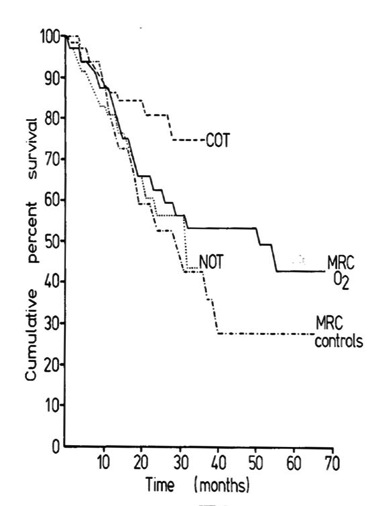 100
90
80
70
60
50
40
30
20
10
0
Cumulative percent survival
COT
NOT
MRC
O2
MRC
controls
10 20 30 40 50 60 70
Time (months)